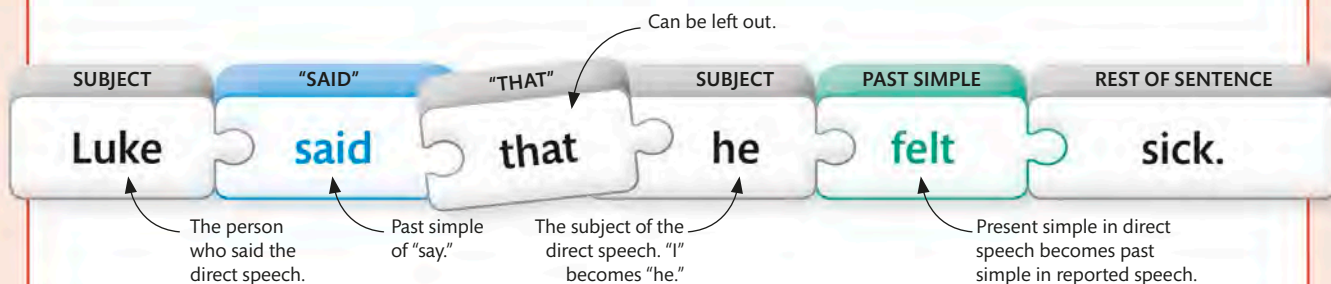 Can be left out.
SUBJECT "SAID" "THAT" SUBJECT PAST SIMPLE REST OF SENTENCE
Luke said that he felt sick.
The person
who said the
direct speech.
Past simple
of "say."
The subject of the
direct speech. "I"
becomes "he."
Present simple in direct
speech becomes past
simple in reported speech.